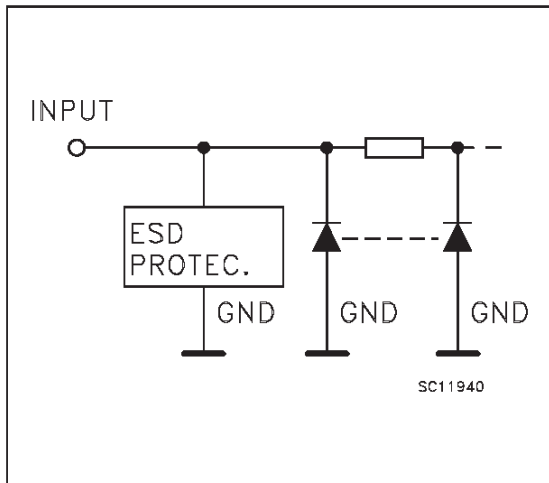 INPUT
ESD
PROTEC.
GND
GND
GND
SC11940